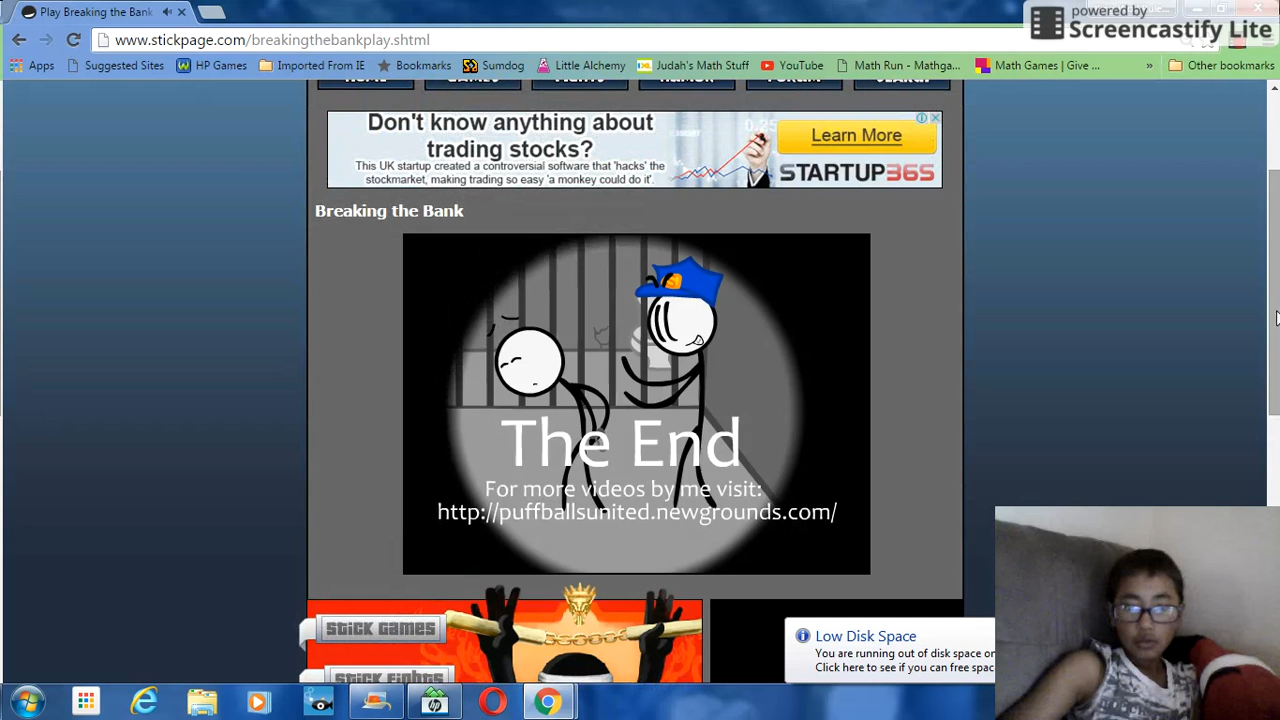 Play Breaking the Bank
powered by
Screencastify Lite
www.stickpage.com/breakingthebankplay.shtml
Apps Suggested Sites HP Games Imported From IE Bookmarks Sumdog Little Alchemy Judah's Math Stuff YouTube Math Run - Mathga... Math Games | Give ... » Other bookmarks
Don't know anything about
trading stocks?
This UK startup created a controversial software that 'hacks' the
stockmarket, making trading so easy 'a monkey could do it'.
Learn More
STARTUP365
Breaking the Bank
The End
For more videos by me visit:
http://puffballsunited.newgrounds.com/
STICK GAMES
STICK FIGHTS
Low Disk Space
You are running out of disk space on
Click here to see if you can free spac